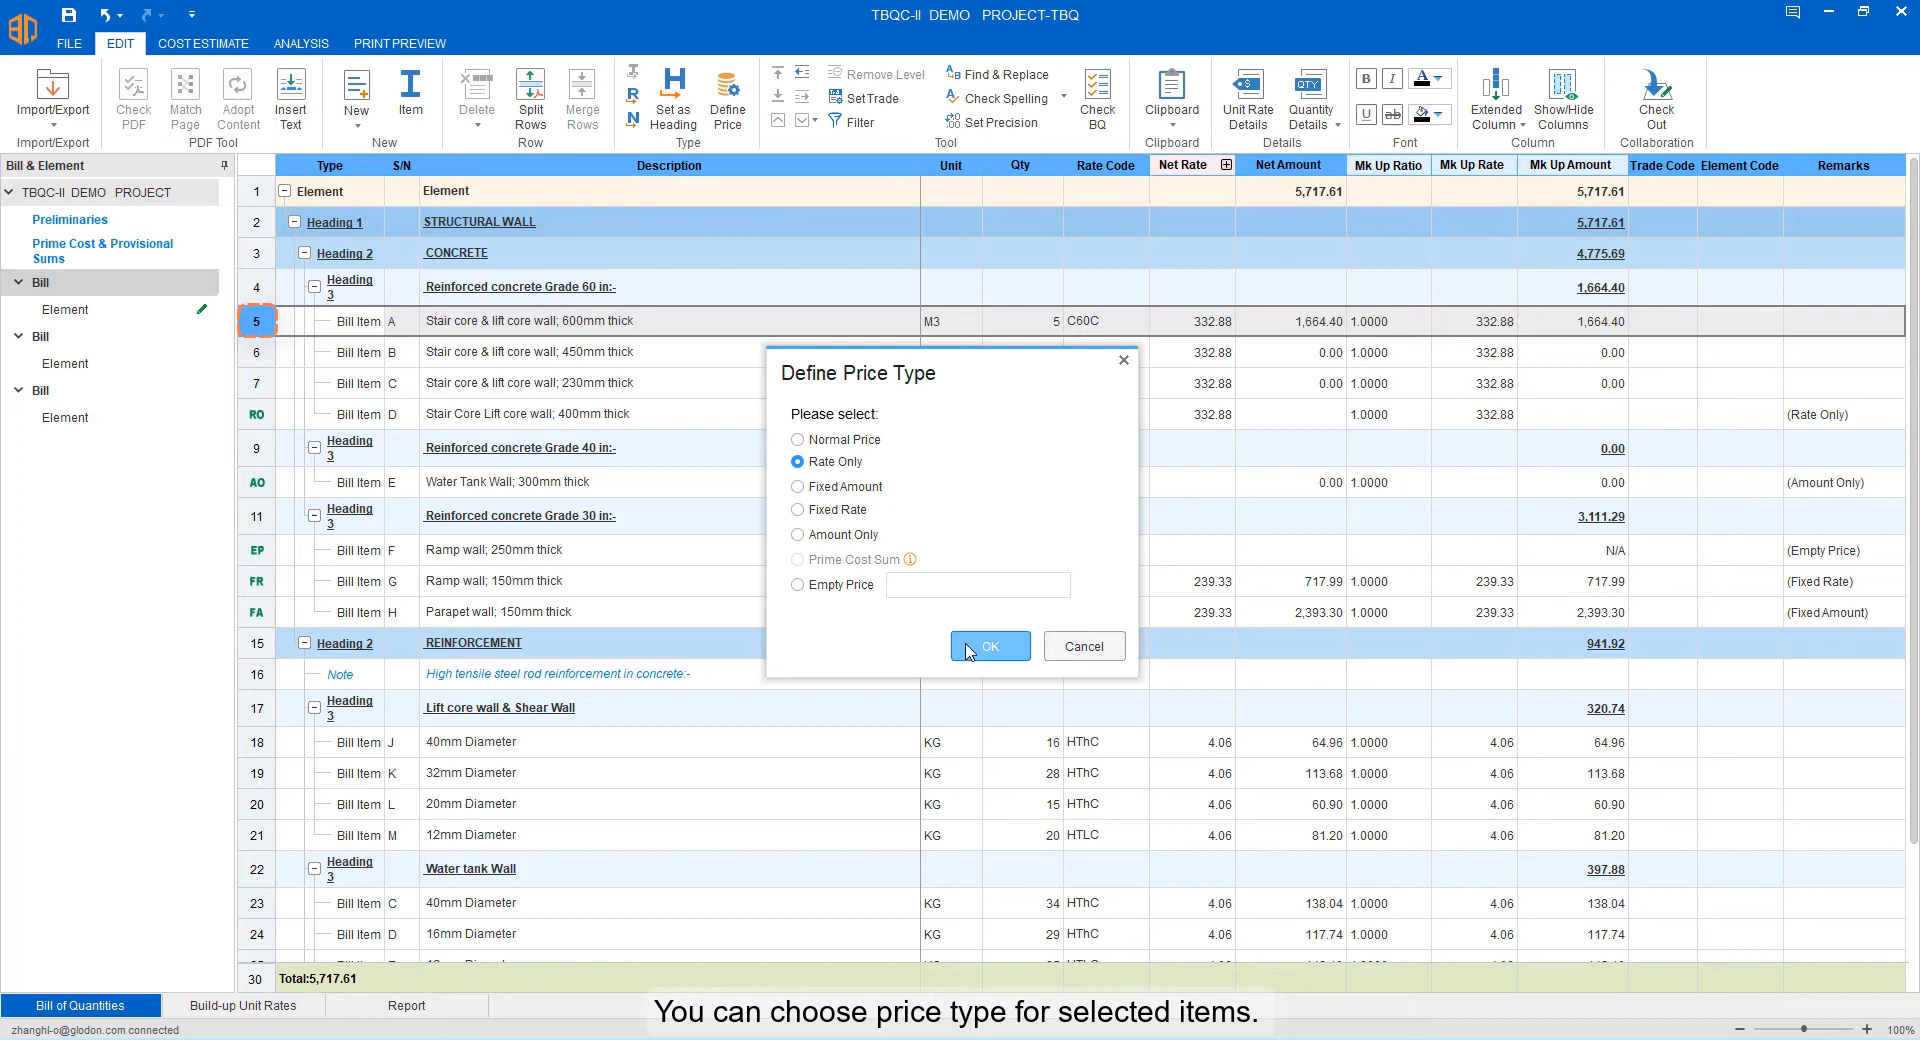 TBQC-II DEMO PROJECT-TBQ
FILE EDIT COST ESTIMATE ANALYSIS PRINT PREVIEW
Import/Export
Check PDF
Match Page
Adopt Content
Insert Text
New
Item
Delete
Split Rows
Merge Rows
R
N
Set as Heading
Define Price
Remove Level
Set Trade
Filter
Find & Replace
Check Spelling
Set Precision
Check BQ
Clipboard
Unit Rate Details
QTY
Quantity Details
B I A
U ab
Extended Column
Show/Hide Columns
Check Out
Import/Export PDF Tool New Row Type Tool Clipboard Details Font Column Collaboration
Bill & Element
TBQC-II DEMO PROJECT
Preliminaries
Prime Cost & Provisional
Sums
Bill
Element
Bill
Element
Bill
Element
Type S/N Description Unit Qty Rate Code Net Rate Net Amount Mk Up Ratio Mk Up Rate Mk Up Amount Trade Code Element Code Remarks
1 Element Element 5,717.61 5,717.61
2 Heading 1 STRUCTURAL WALL 5,717.61
3 Heading 2 CONCRETE 4,775.69
4 Heading 3 Reinforced concrete Grade 60 in:- 1,664.40
5 Bill Item A Stair core & lift core wall; 600mm thick M3 5 C60C 332.88 1,664.40 1.0000 332.88 1,664.40
6 Bill Item B Stair core & lift core wall; 450mm thick 332.88 0.00 1.0000 332.88 0.00
7 Bill Item C Stair core & lift core wall; 230mm thick 332.88 0.00 1.0000 332.88 0.00
RO Bill Item D Stair Core Lift core wall; 400mm thick 332.88 1.0000 332.88 (Rate Only)
9 Heading 3 Reinforced concrete Grade 40 in:- 0.00
AO Bill Item E Water Tank Wall; 300mm thick 0.00 1.0000 0.00 (Amount Only)
11 Heading 3 Reinforced concrete Grade 30 in:- 3,111.29
EP Bill Item F Ramp wall; 250mm thick N/A (Empty Price)
FR Bill Item G Ramp wall; 150mm thick 239.33 717.99 1.0000 239.33 717.99 (Fixed Rate)
FA Bill Item H Parapet wall; 150mm thick 239.33 2,393.30 1.0000 239.33 2,393.30 (Fixed Amount)
15 Heading 2 REINFORCEMENT 941.92
16 Note High tensile steel rod reinforcement in concrete:-
17 Heading 3 Lift core wall & Shear Wall 320.74
18 Bill Item J 40mm Diameter KG 16 HThC 4.06 64.96 1.0000 4.06 64.96
19 Bill Item K 32mm Diameter KG 28 HThC 4.06 113.68 1.0000 4.06 113.68
20 Bill Item L 20mm Diameter KG 15 HThC 4.06 60.90 1.0000 4.06 60.90
21 Bill Item M 12mm Diameter KG 20 HTLC 4.06 81.20 1.0000 4.06 81.20
22 Heading 3 Water tank Wall 397.88
23 Bill Item C 40mm Diameter KG 34 HThC 4.06 138.04 1.0000 4.06 138.04
24 Bill Item D 16mm Diameter KG 29 HThC 4.06 117.74 1.0000 4.06 117.74
30 Total:5,717.61
Define Price Type
Please select:
Normal Price
Rate Only
Fixed Amount
Fixed Rate
Amount Only
Prime Cost Sum
Empty Price
OK Cancel
Bill of Quantities Build-up Unit Rates Report
You can choose price type for selected items.
zhanghl-o@glodon.com connected
100%